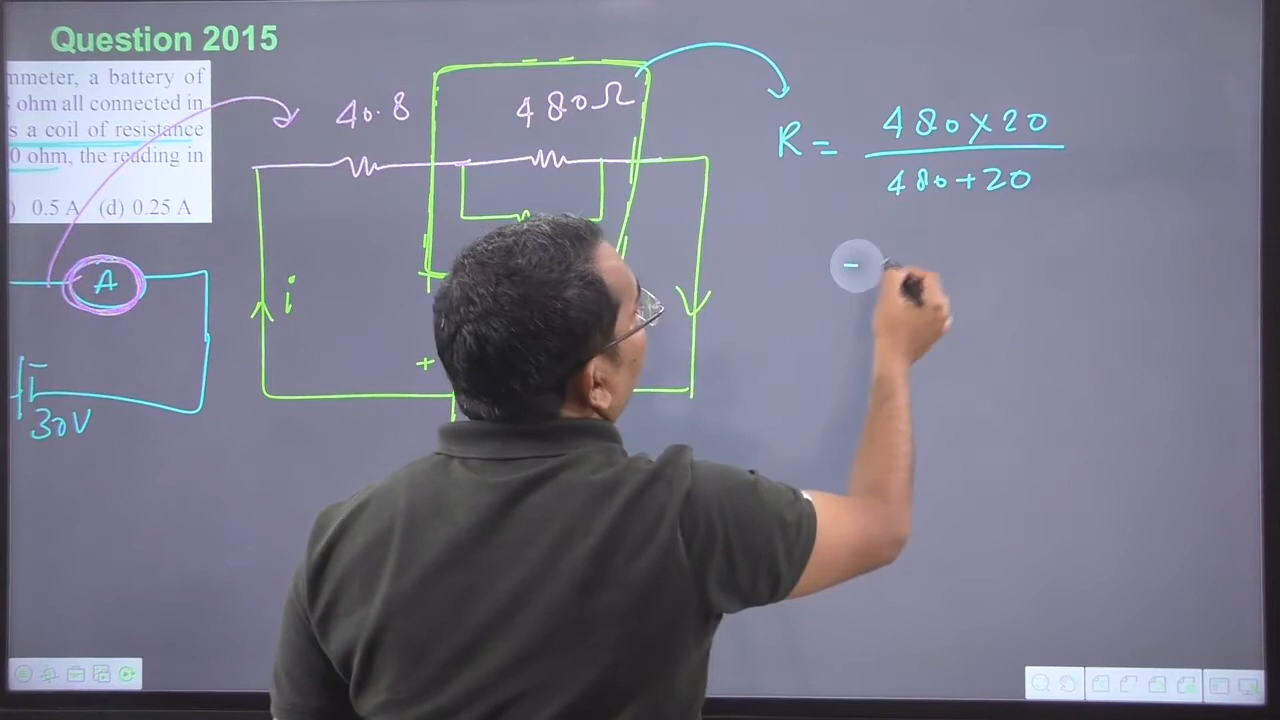 Question 2015
mmeter, a battery of
ohm all connected in
s a coil of resistance
0 ohm, the reading in
) 0.5 A (d) 0.25 A
40.8
480Ω
R = 480×20
480+20
A
i
+
30V